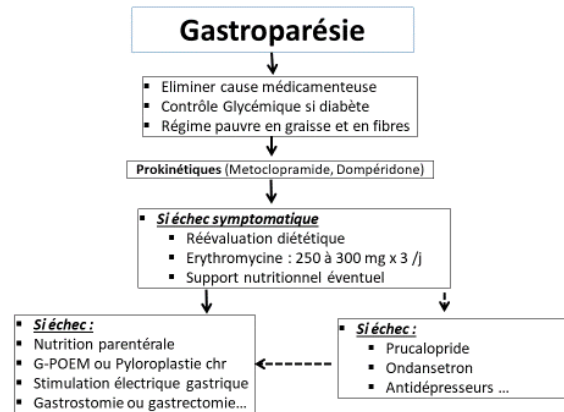 Gastroparésie
▪ Eliminer cause médicamenteuse
▪ Contrôle Glycémique si diabète
▪ Régime pauvre en graisse et en fibres
Prokinétiques (Metoclopramide, Dompéridone)
▪ Si échec symptomatique
▪ Réévaluation diététique
▪ Erythromycine : 250 à 300 mg x 3 /j
▪ Support nutritionnel éventuel
▪ Si échec :
▪ Nutrition parentérale
▪ G-POEM ou Pyloroplastie chr
▪ Stimulation électrique gastrique
▪ Gastrostomie ou gastrectomie...
▪ Si échec :
▪ Prucalopride
▪ Ondansetron
▪ Antidépresseurs ...